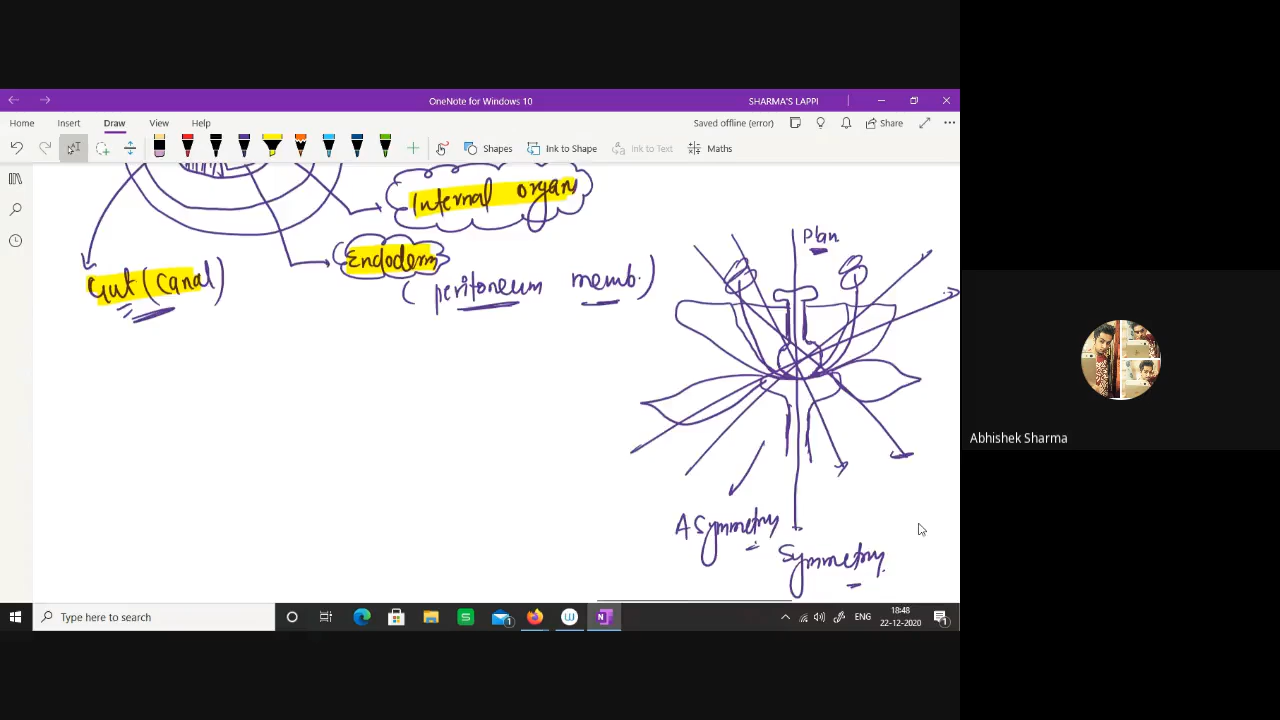 OneNote for Windows 10
SHARMA'S LAPPI
Home Insert Draw View Help
Saved offline (error)
Share
Shapes
Ink to Shape
Ink to Text
Maths
Internal organs
Endoderm
(peritoneum memb.)
Gut (Canal)
Plan
Asymmetry
Symmetry
Abhishek Sharma
Type here to search
ENG
18:48
22-12-2020